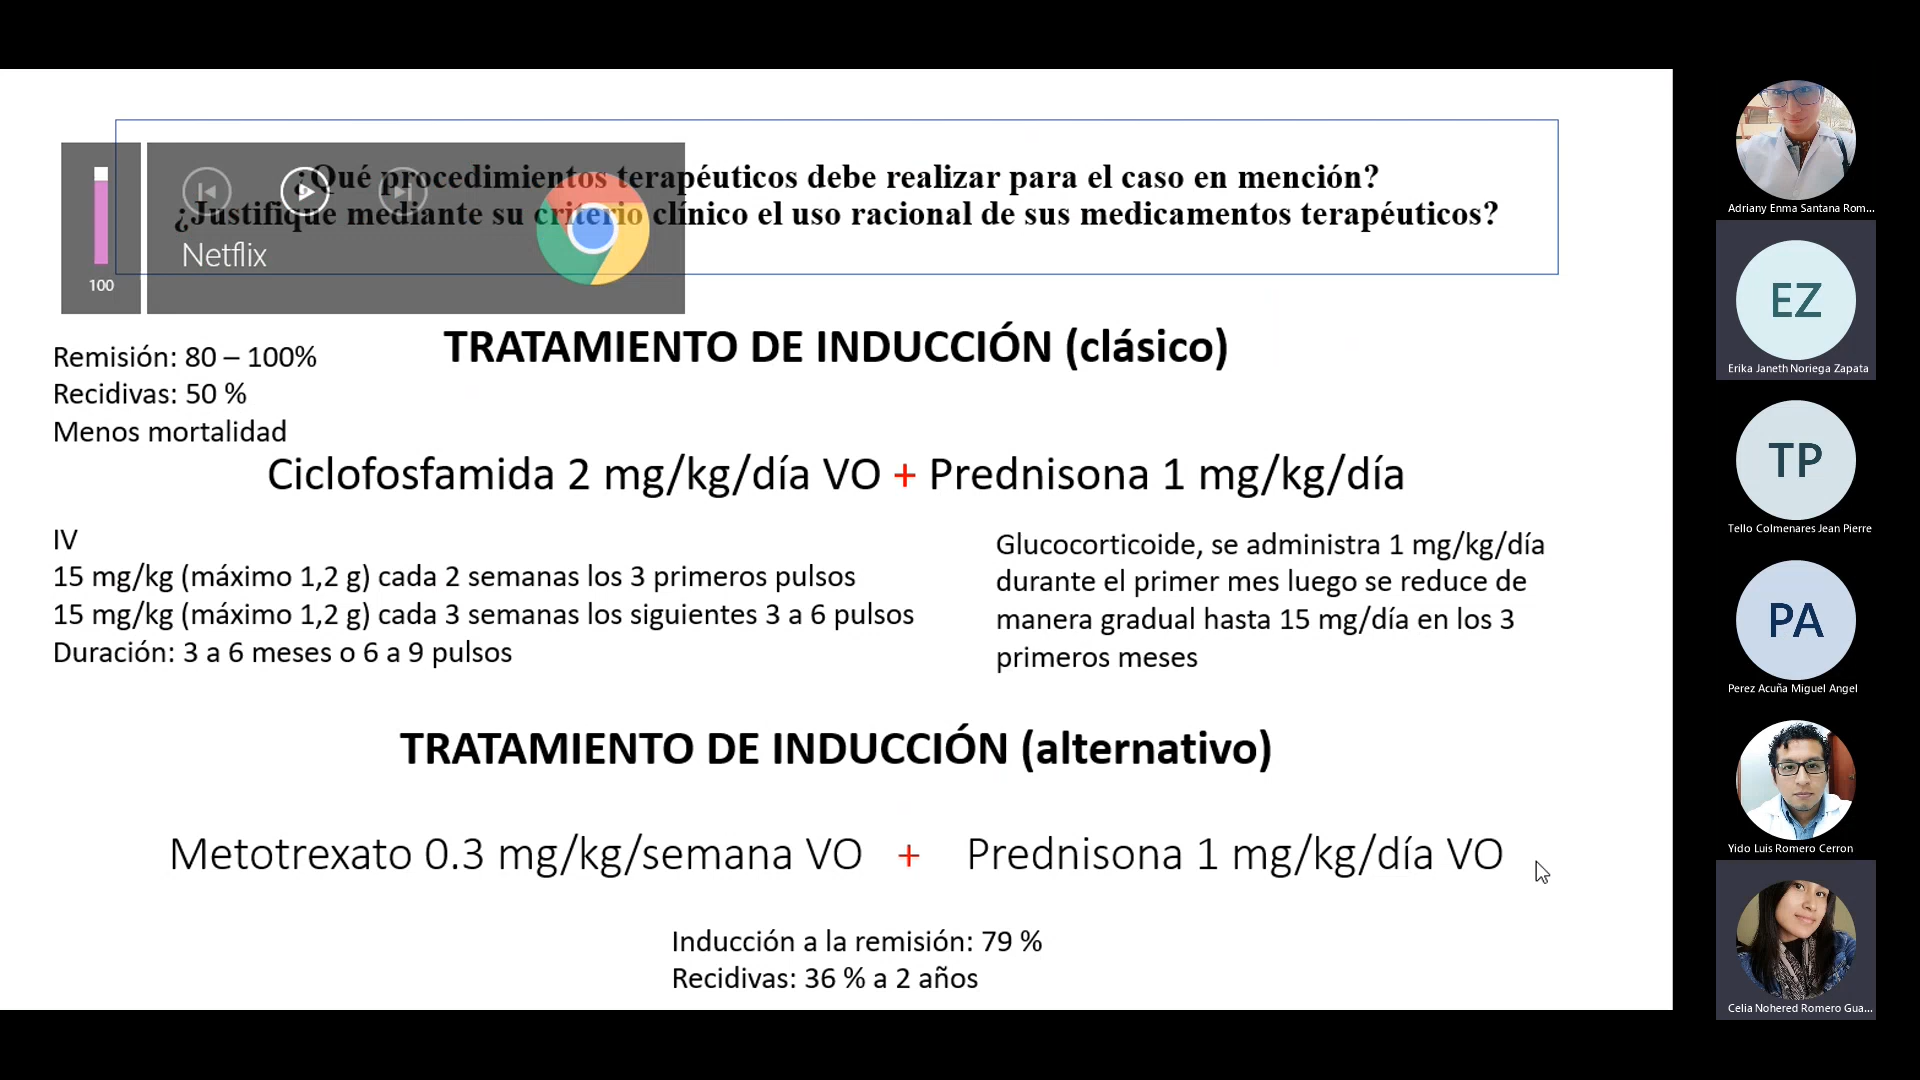 ¿Qué procedimientos terapéuticos debe realizar para el caso en mención?
¿Justifique mediante su criterio clínico el uso racional de sus medicamentos terapéuticos?
Netflix
100
TRATAMIENTO DE INDUCCIÓN (clásico)
Remisión: 80 – 100%
Recidivas: 50 %
Menos mortalidad
Ciclofosfamida 2 mg/kg/día VO + Prednisona 1 mg/kg/día
IV
15 mg/kg (máximo 1,2 g) cada 2 semanas los 3 primeros pulsos
15 mg/kg (máximo 1,2 g) cada 3 semanas los siguientes 3 a 6 pulsos
Duración: 3 a 6 meses o 6 a 9 pulsos
Glucocorticoide, se administra 1 mg/kg/día
durante el primer mes luego se reduce de
manera gradual hasta 15 mg/día en los 3
primeros meses
TRATAMIENTO DE INDUCCIÓN (alternativo)
Metotrexato 0.3 mg/kg/semana VO + Prednisona 1 mg/kg/día VO
Inducción a la remisión: 79 %
Recidivas: 36 % a 2 años
Adriany Enma Santana Rom...
EZ
Erika Janeth Noriega Zapata
TP
Tello Colmenares Jean Pierre
PA
Perez Acuña Miguel Angel
Yido Luis Romero Cerron
Celia Nohered Romero Gua...